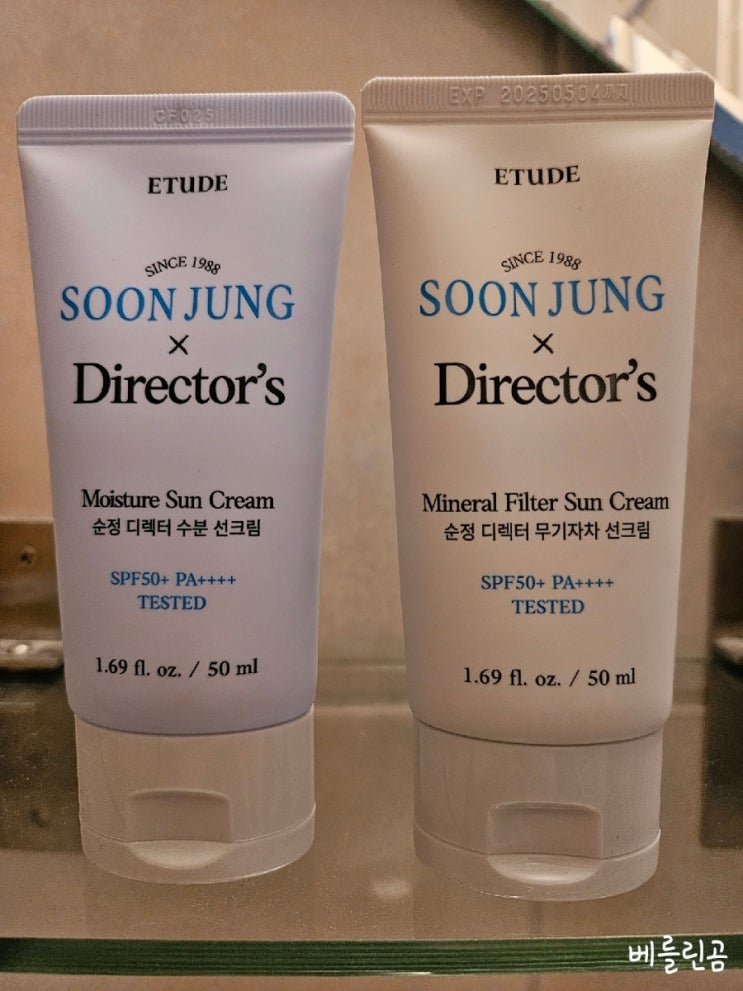 CF025
ETUDE
SINCE 1988
SOON JUNG
×
Director's
Moisture Sun Cream
순정 디렉터 수분 선크림
SPF50+ PA++++
TESTED
1.69 fl. oz. / 50 ml
EXP 20250504까지
ETUDE
SINCE 1988
SOON JUNG
×
Director's
Mineral Filter Sun Cream
순정 디렉터 무기자차 선크림
SPF50+ PA++++
TESTED
1.69 fl. oz. / 50 ml
베를린곰